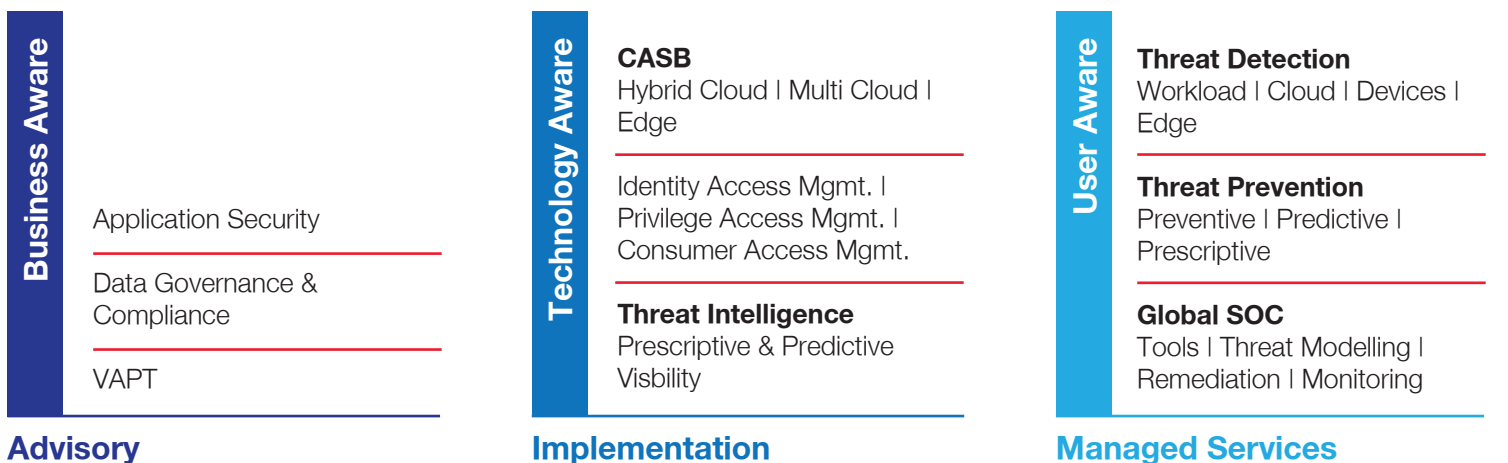 Business Aware
Application Security
Data Governance &
Compliance
VAPT
Advisory
Technology Aware
CASB
Hybrid Cloud | Multi Cloud |
Edge
Identity Access Mgmt. |
Privilege Access Mgmt. |
Consumer Access Mgmt.
Threat Intelligence
Prescriptive & Predictive
Visbility
Implementation
User Aware
Threat Detection
Workload | Cloud | Devices |
Edge
Threat Prevention
Preventive | Predictive |
Prescriptive
Global SOC
Tools | Threat Modelling |
Remediation | Monitoring
Managed Services